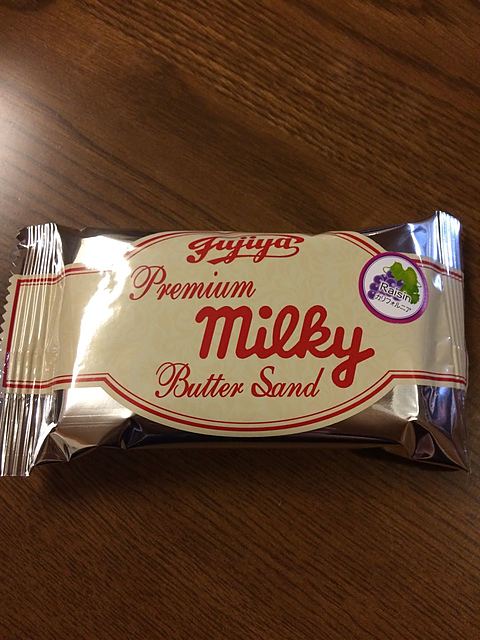 Fujiya
Premium
Milky
Butter Sand
Raisin
カリフォルニア